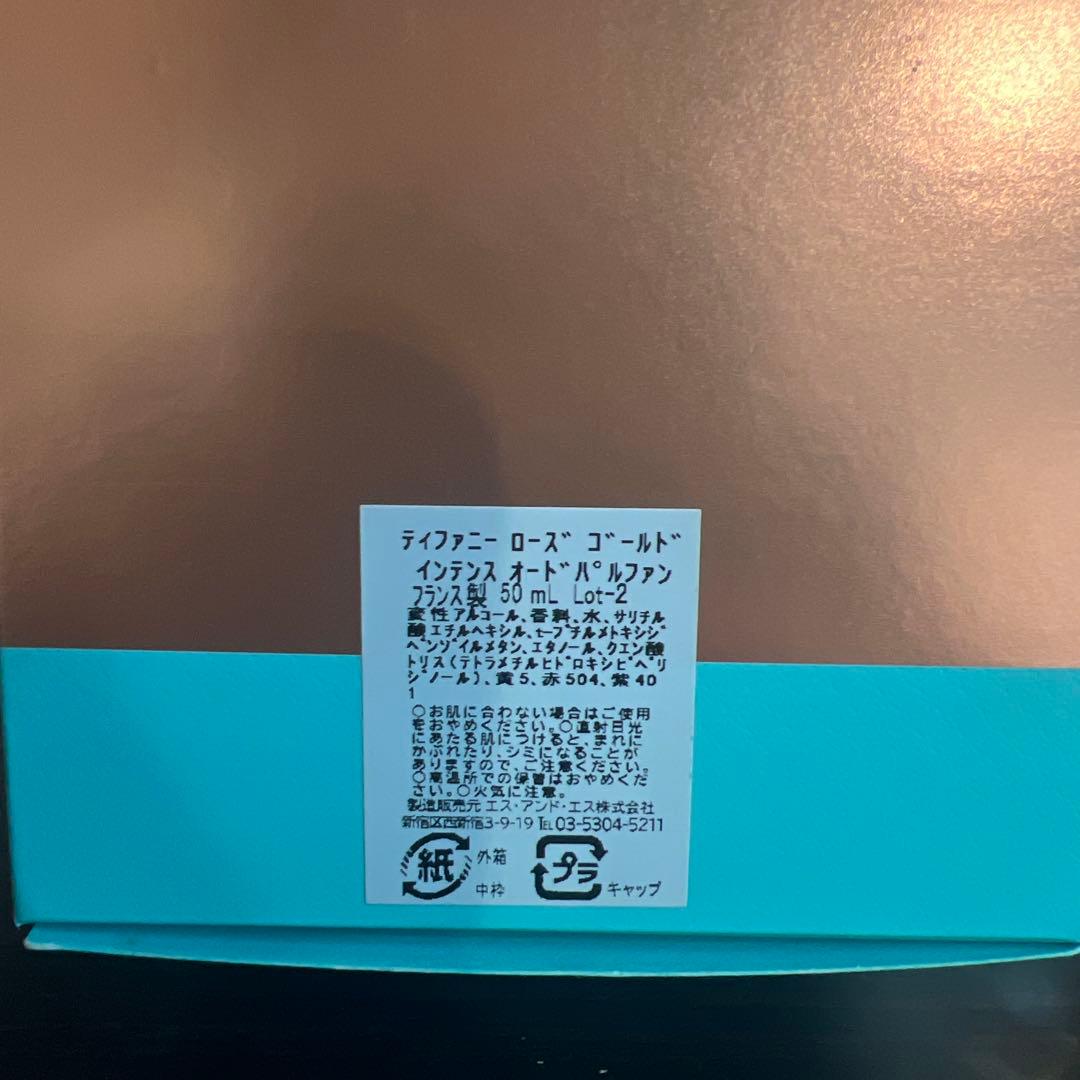 ティファニー ローズ ゴールド
インテンス オードパルファン
フランス製 50 mL Lot-2
変性アルコール、香料、水、サリチル
酸エチルヘキシル、t-ブチルメトキシジ
ベンゾイルメタン、エタノール、クエン酸
トリス(テトラメチルヒドロキシピペリ
ジノール)、黄5、赤504、紫40
1
○お肌に合わない場合はご使用
をおやめください。○直射日光
にあたる肌につけると、まれに
かぶれたり、シミになることが
ありますので、ご注意ください。
○高温所での保管はおやめくだ
さい。○火気に注意。
製造販売元 エス・アンド・エス株式会社
新宿区西新宿3-9-19 TEL 03-5304-5211
紙 外箱 中枠
プラ キャップ